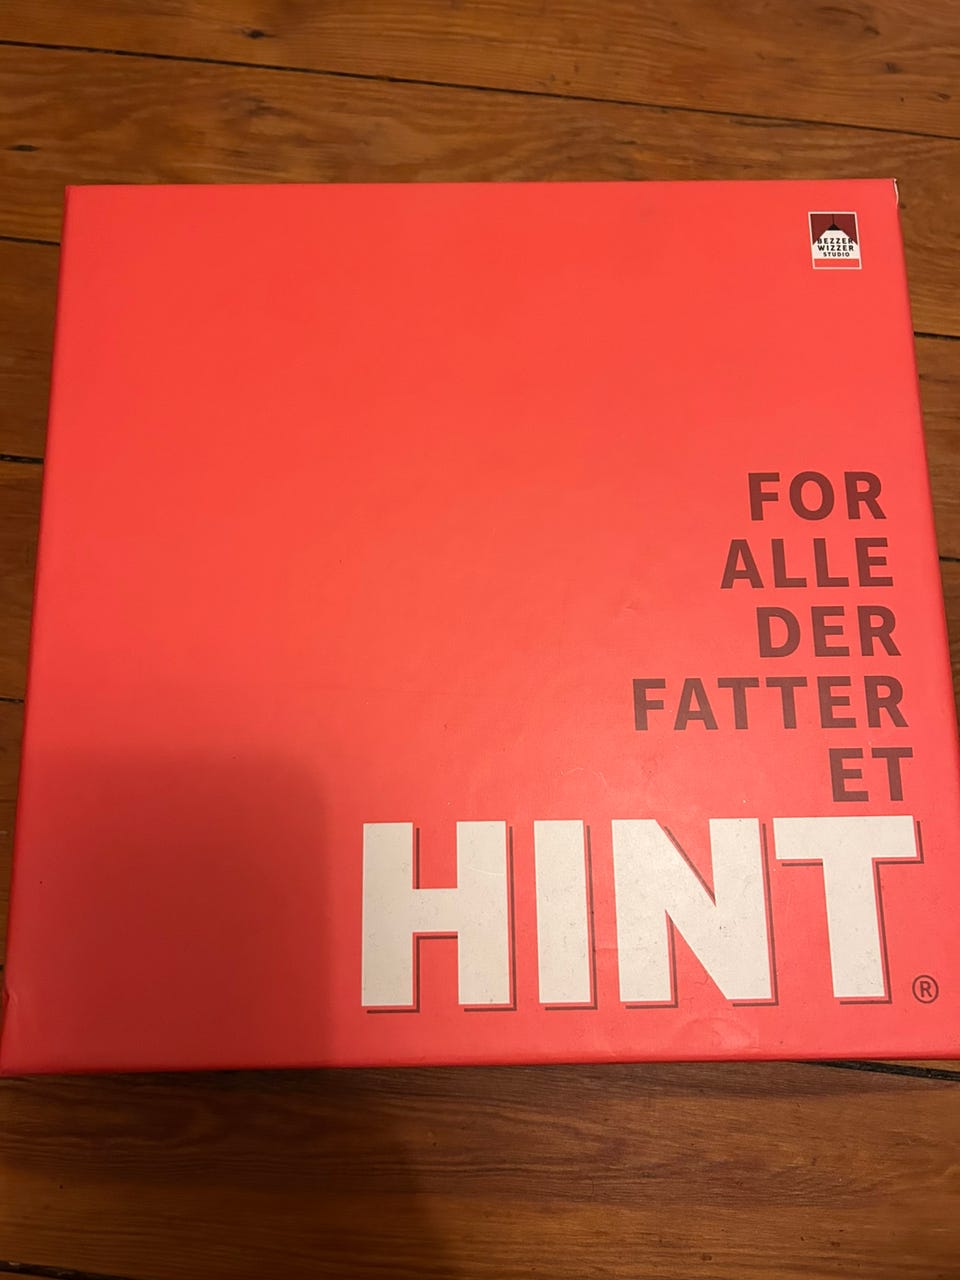 BEZZER
WIZZER
STUDIO
FOR
ALLE
DER
FATTER
ET
HINT®